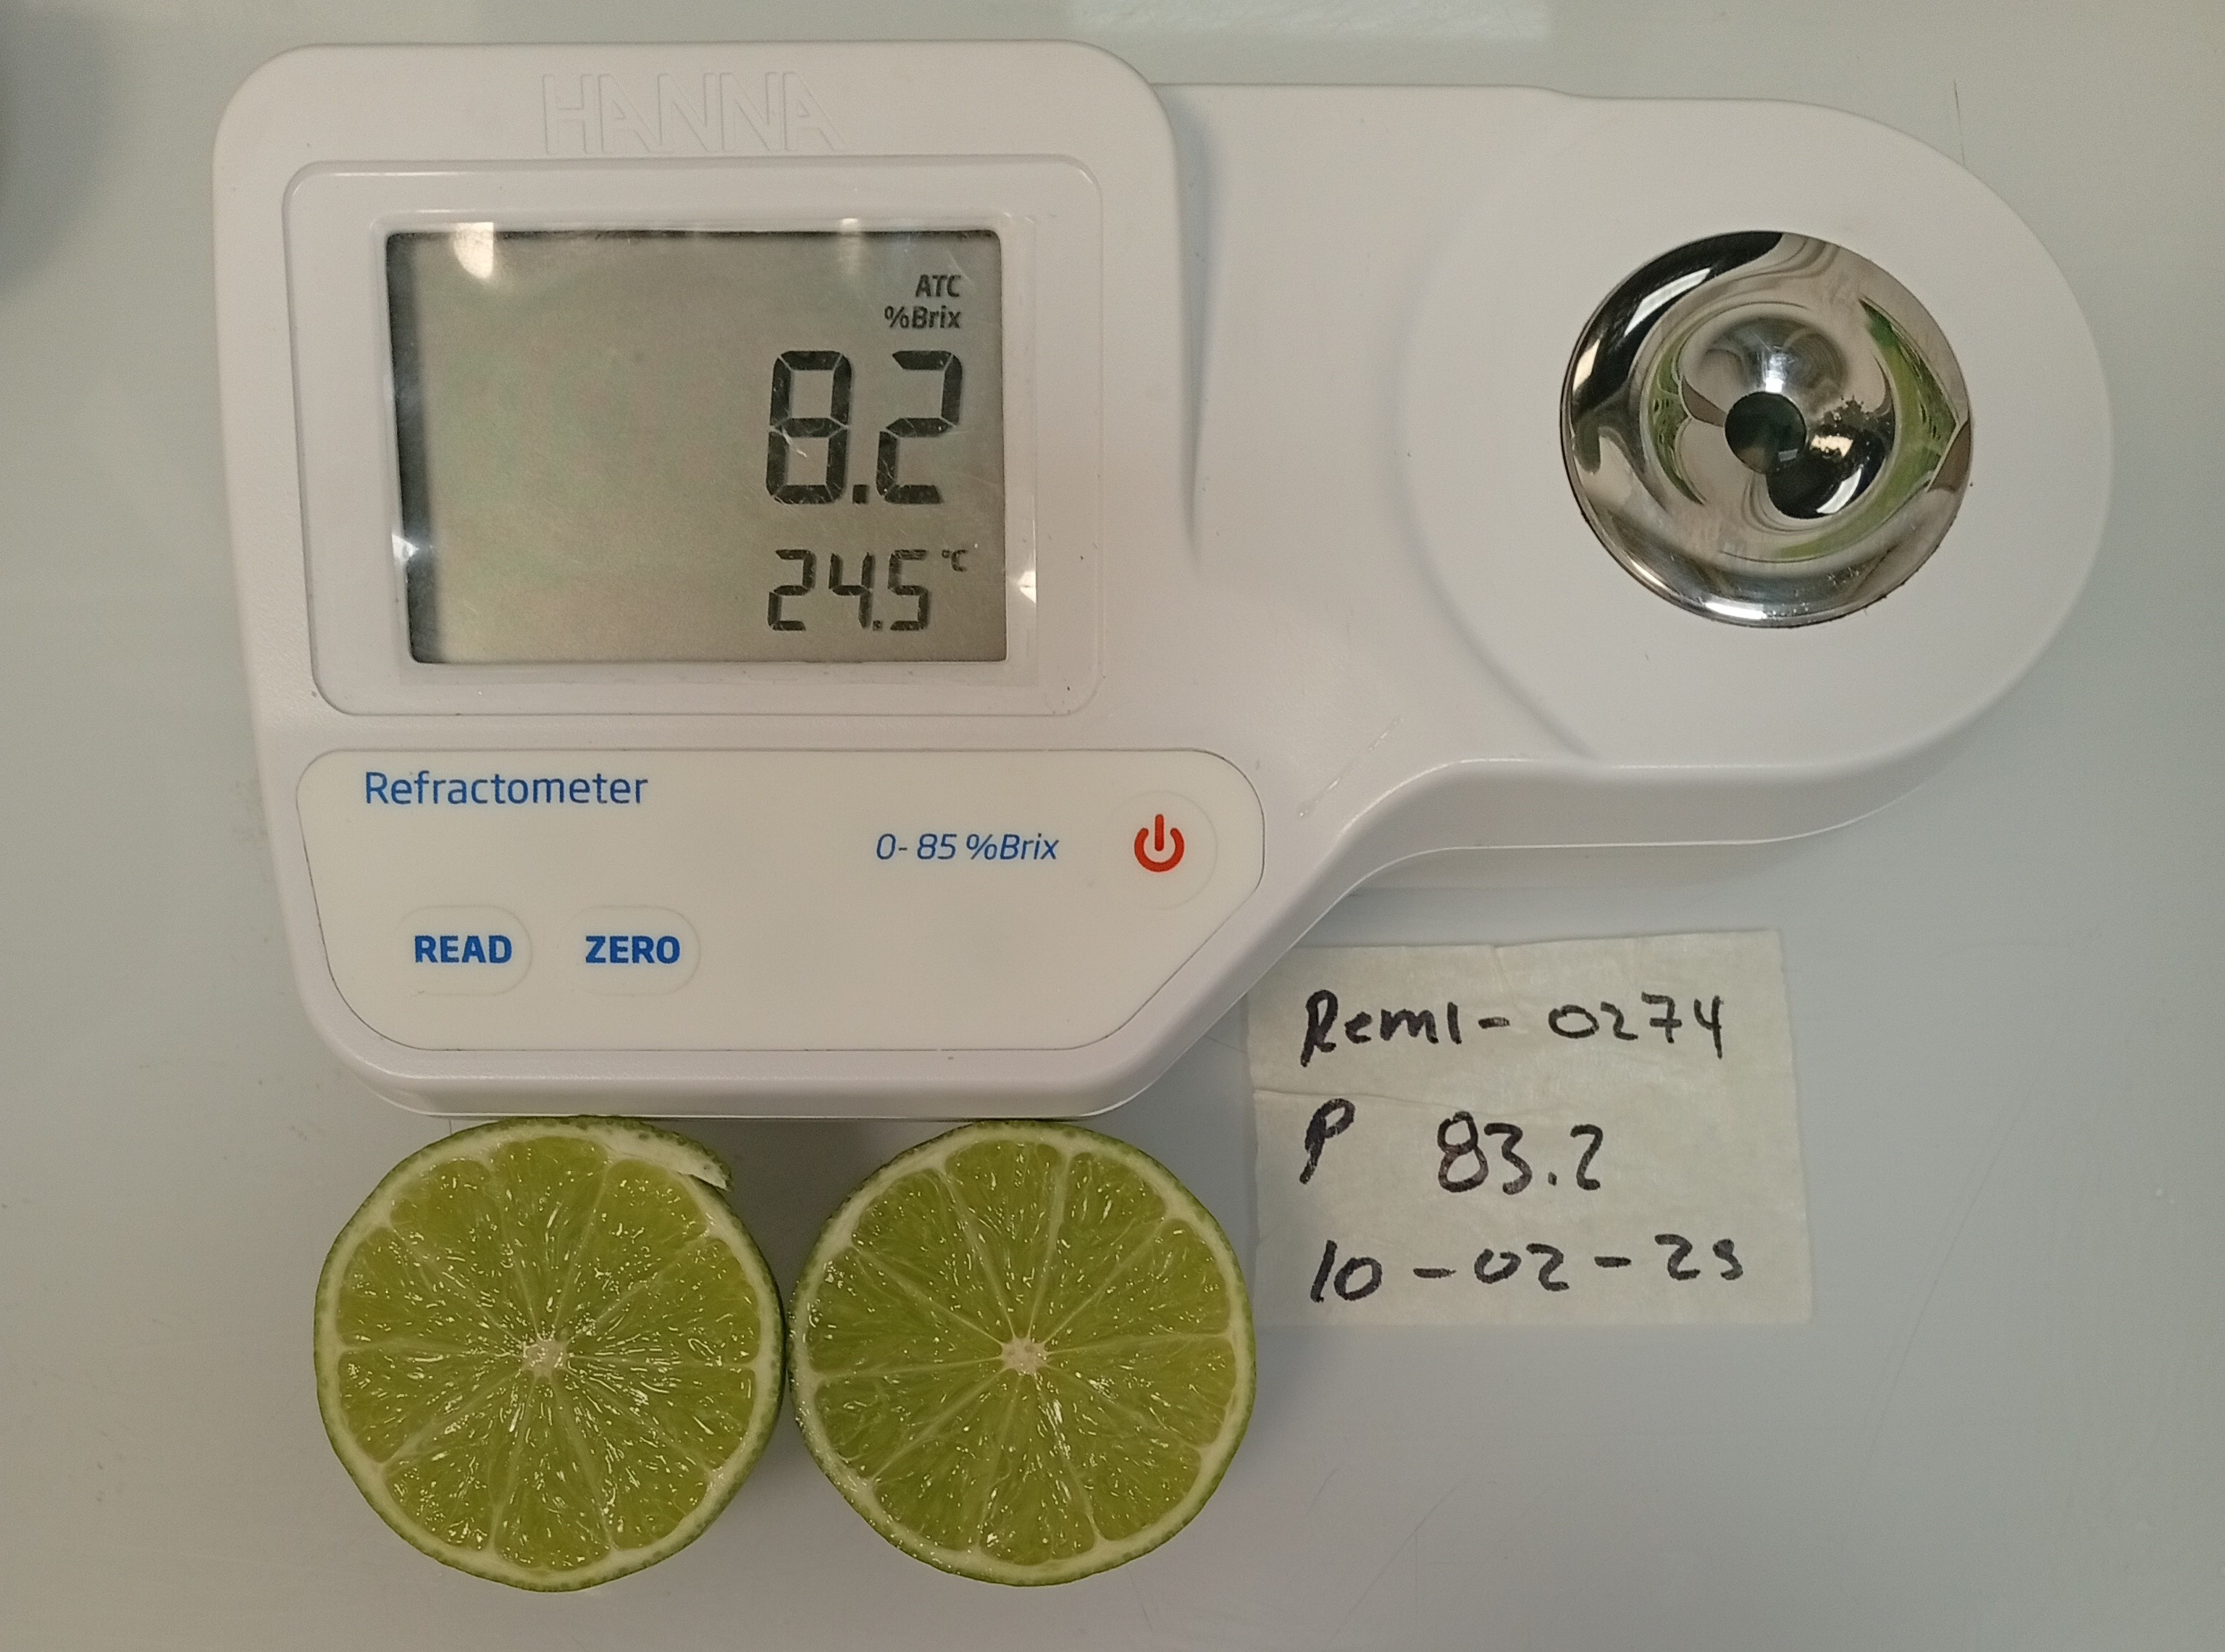 HANNA
ATC
%Brix
8.2
24.5 °C
Refractometer
0- 85 %Brix
READ ZERO
Reml- 0274
P 83.2
10-02-25